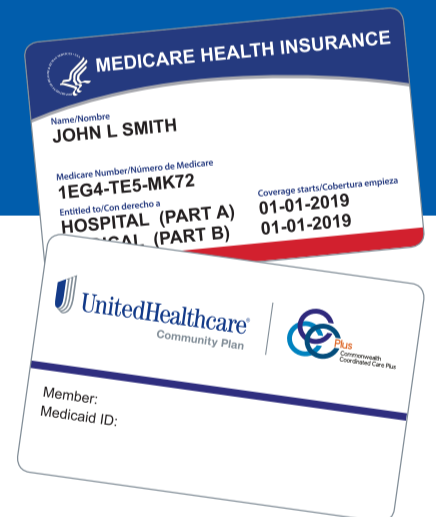 MEDICARE HEALTH INSURANCE
Name/Nombre
JOHN L SMITH
Medicare Number/Número de Medicare
1EG4-TE5-MK72
Entitled to/Con derecho a
Coverage starts/Cobertura empieza
HOSPITAL (PART A)
01-01-2019
(PART B)
01-01-2019
UnitedHealthcare®
Community Plan
Plus
Commonwealth
Coordinated Care Plus
Member:
Medicaid ID: